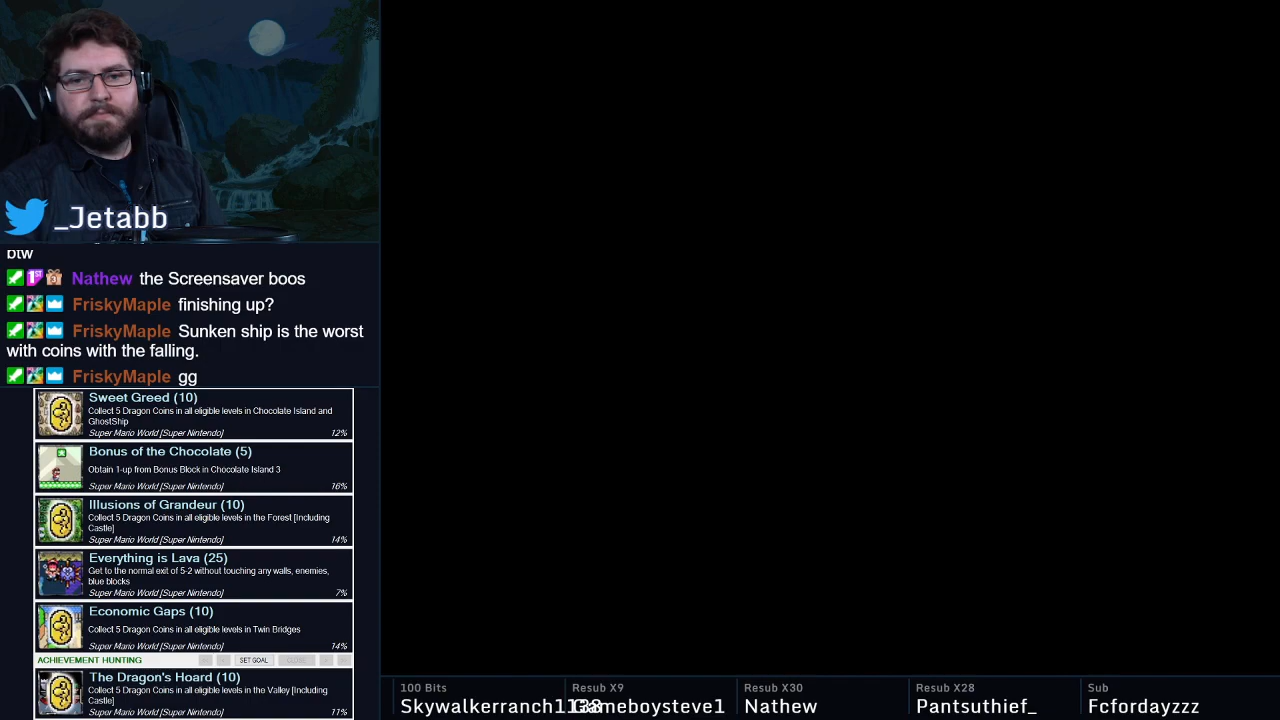 _Jetabb
btw
Nathew the Screensaver boos
FriskyMaple finishing up?
FriskyMaple Sunken ship is the worst
with coins with the falling.
FriskyMaple gg
Sweet Greed (10)
Collect 5 Dragon Coins in all eligible levels in Chocolate Island and
GhostShip
Super Mario World [Super Nintendo]
12%
Bonus of the Chocolate (5)
Obtain 1-up from Bonus Block in Chocolate Island 3
Super Mario World [Super Nintendo]
16%
Illusions of Grandeur (10)
Collect 5 Dragon Coins in all eligible levels in the Forest [Including
Castle]
Super Mario World [Super Nintendo]
14%
Everything is Lava (25)
Get to the normal exit of 5-2 without touching any walls, enemies,
blue blocks
Super Mario World [Super Nintendo]
7%
Economic Gaps (10)
Collect 5 Dragon Coins in all eligible levels in Twin Bridges
Super Mario World [Super Nintendo]
14%
ACHIEVEMENT HUNTING
SET GOAL
The Dragon's Hoard (10)
Collect 5 Dragon Coins in all eligible levels in the Valley [Including
Castle]
Super Mario World [Super Nintendo]
11%
100 Bits
Skywalkerranch1138
Resub X9
Gameboysteve1
Resub X30
Nathew
Resub X28
Pantsuthief_
Sub
Fcfordayzzz